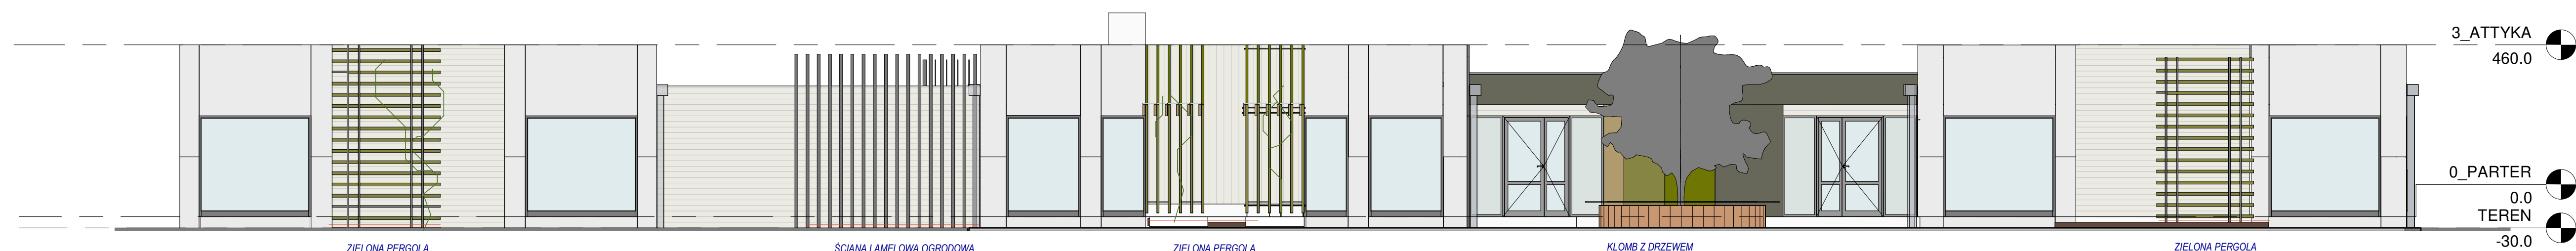 3_ATTYKA
460.0
0_PARTER
0.0
TEREN
-30.0
ZIELONA PERGOLA
ŚCIANA LAMELOWA OGRODOWA
ZIELONA PERGOLA
KLOMB Z DRZEWEM
ZIELONA PERGOLA